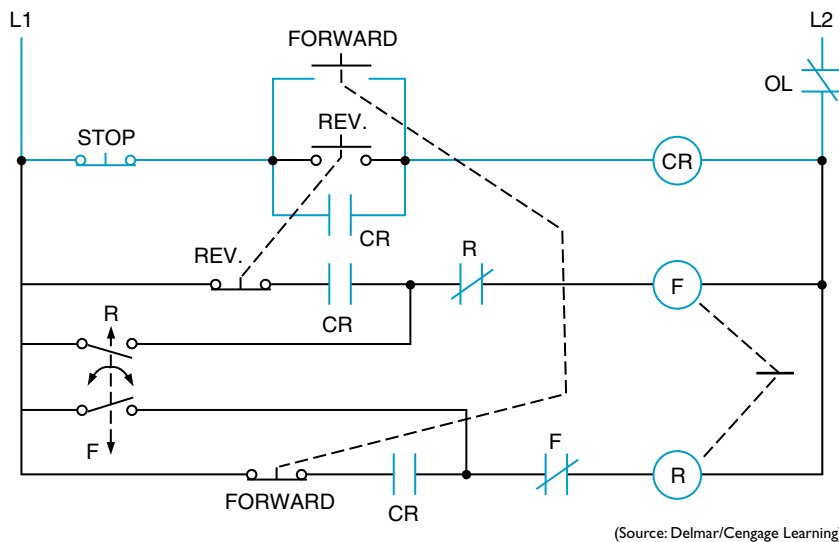 L1
L2
FORWARD
OL
REV.
STOP
CR
CR
REV.
R
F
CR
R
F
F
R
FORWARD
CR
(Source: Delmar/Cengage Learning)